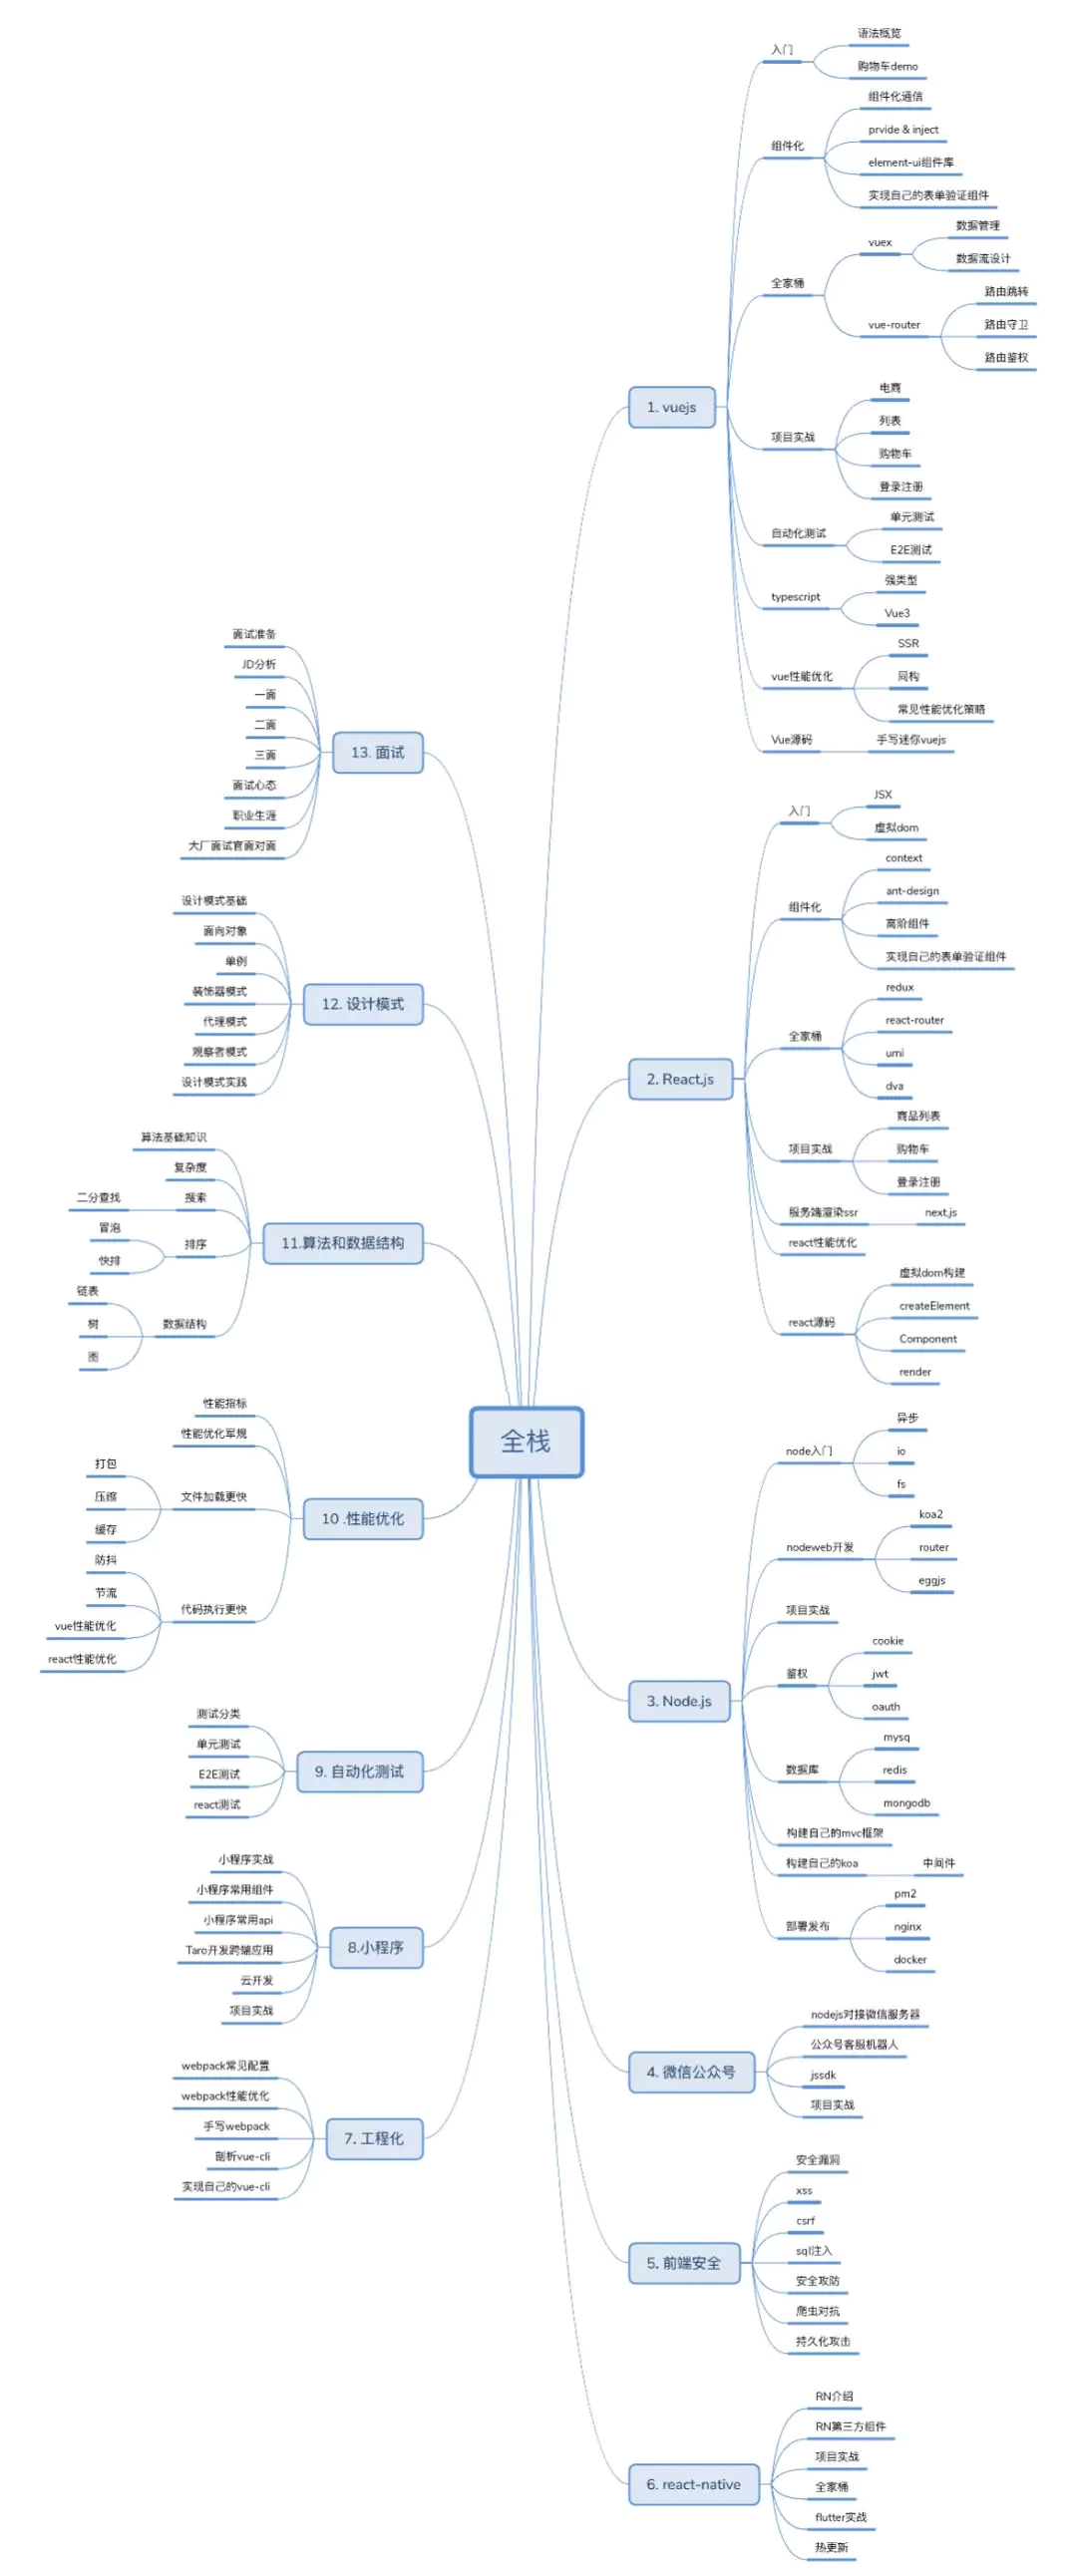 全栈
1. vuejs
入门
语法概览
购物车demo
组件化
组件化通信
prvide & inject
element-ui组件库
实现自己的表单验证组件
全家桶
vuex
数据管理
数据流设计
vue-router
路由跳转
路由守卫
路由鉴权
项目实战
电商
列表
购物车
登录注册
自动化测试
单元测试
E2E测试
typescript
强类型
Vue3
vue性能优化
SSR
同构
常见性能优化策略
Vue源码
手写迷你vuejs
2. React.js
入门
JSX
虚拟dom
组件化
context
ant-design
高阶组件
实现自己的表单验证组件
全家桶
redux
react-router
umi
dva
项目实战
商品列表
购物车
登录注册
服务端渲染ssr
next.js
react性能优化
react源码
虚拟dom构建
createElement
Component
render
3. Node.js
node入门
异步
io
fs
nodeweb开发
koa2
router
eggjs
项目实战
鉴权
cookie
jwt
oauth
数据库
mysq
redis
mongodb
构建自己的mvc框架
构建自己的koa
中间件
部署发布
pm2
nginx
docker
4. 微信公众号
nodejs对接微信服务器
公众号客服机器人
jssdk
项目实战
5. 前端安全
安全漏洞
xss
csrf
sql注入
安全攻防
爬虫对抗
持久化攻击
6. react-native
RN介绍
RN第三方组件
项目实战
全家桶
flutter实战
热更新
7. 工程化
webpack常见配置
webpack性能优化
手写webpack
剖析vue-cli
实现自己的vue-cli
8.小程序
小程序实战
小程序常用组件
小程序常用api
Taro开发跨端应用
云开发
项目实战
9. 自动化测试
测试分类
单元测试
E2E测试
react测试
10 .性能优化
性能指标
性能优化军规
文件加载更快
打包
压缩
缓存
代码执行更快
防抖
节流
vue性能优化
react性能优化
11.算法和数据结构
算法基础知识
复杂度
搜索
二分查找
排序
冒泡
快排
数据结构
链表
树
图
12. 设计模式
设计模式基础
面向对象
单例
装饰器模式
代理模式
观察者模式
设计模式实践
13. 面试
面试准备
JD分析
一面
二面
三面
面试心态
职业生涯
大厂面试官面对面